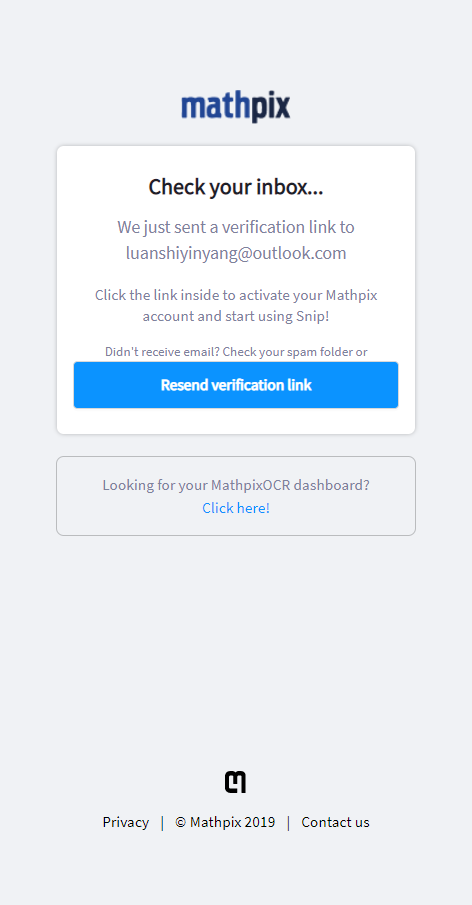 mathpix
Check your inbox...
We just sent a verification link to
luanshiyinyang@outlook.com
Click the link inside to activate your Mathpix
account and start using Snip!
Didn't receive email? Check your spam folder or
Resend verification link
Looking for your MathpixOCR dashboard?
Click here!
Privacy | © Mathpix 2019 | Contact us